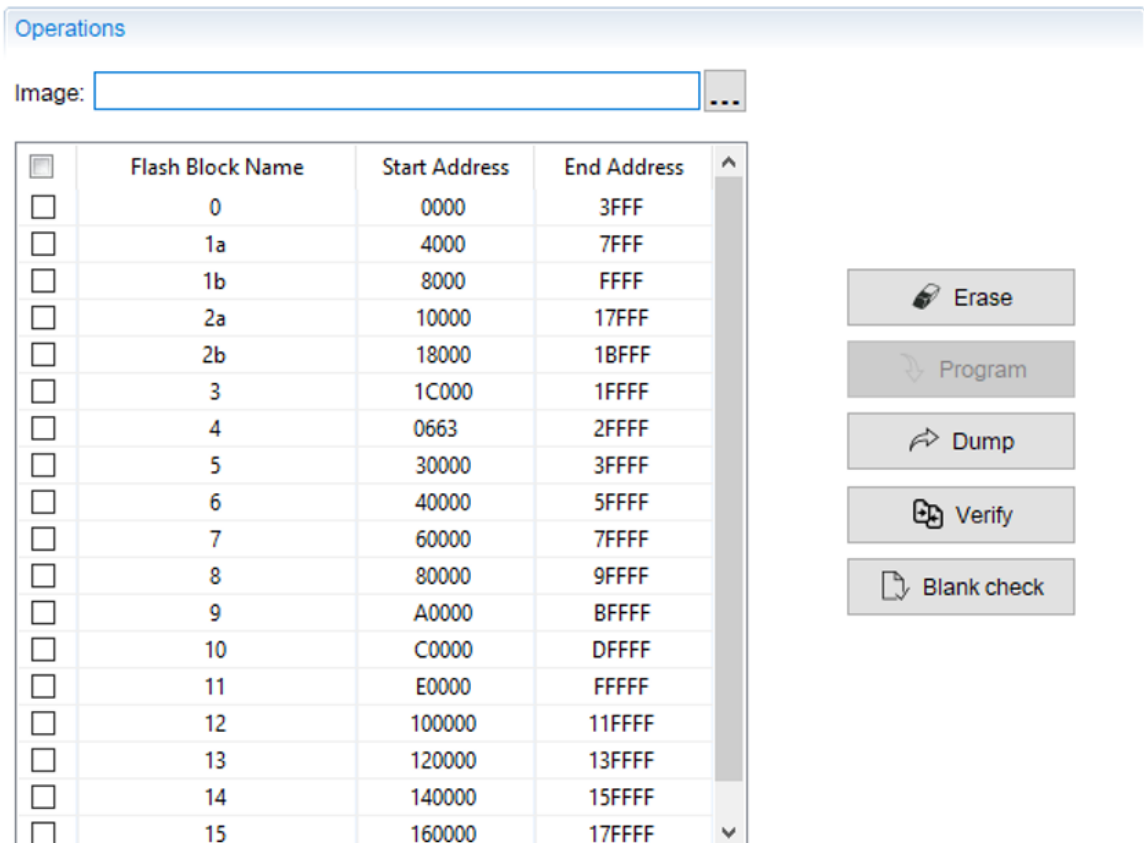 Operations
Image: ...
Flash Block Name Start Address End Address
0 0000 3FFF
1a 4000 7FFF
1b 8000 FFFF
2a 10000 17FFF
2b 18000 1BFFF
3 1C000 1FFFF
4 0663 2FFFF
5 30000 3FFFF
6 40000 5FFFF
7 60000 7FFFF
8 80000 9FFFF
9 A0000 BFFFF
10 C0000 DFFFF
11 E0000 FFFFF
12 100000 11FFFF
13 120000 13FFFF
14 140000 15FFFF
15 160000 17FFFF
Erase
Program
Dump
Verify
Blank check